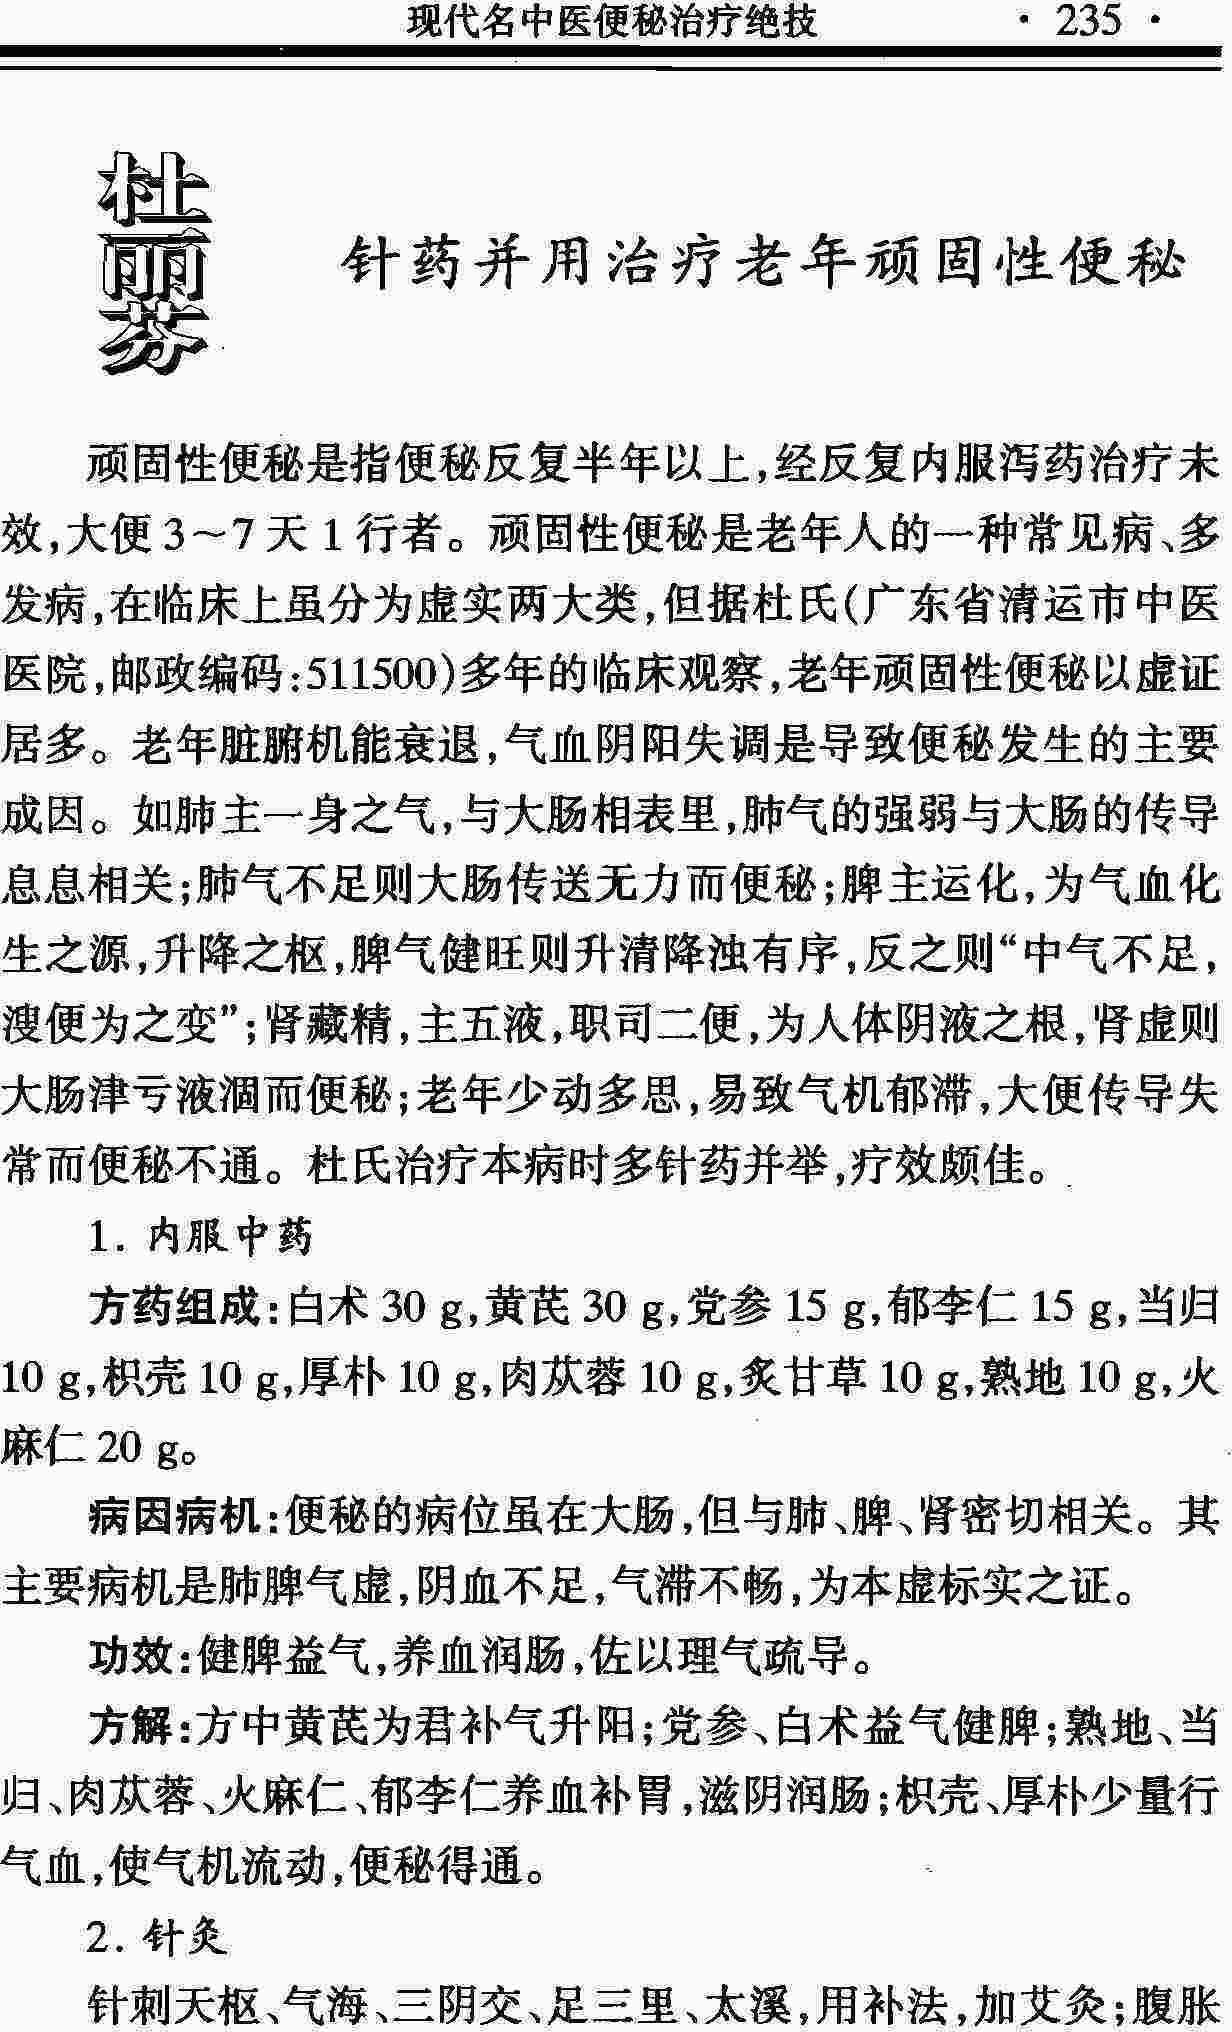 现代名中医便秘治疗绝技 · 235 ·
杜丽芬
针药并用治疗老年顽固性便秘
顽固性便秘是指便秘反复半年以上,经反复内服泻药治疗未
效,大便3～7天1行者。顽固性便秘是老年人的一种常见病、多
发病,在临床上虽分为虚实两大类,但据杜氏(广东省清运市中医
医院,邮政编码:511500)多年的临床观察,老年顽固性便秘以虚证
居多。老年脏腑机能衰退,气血阴阳失调是导致便秘发生的主要
成因。如肺主一身之气,与大肠相表里,肺气的强弱与大肠的传导
息息相关;肺气不足则大肠传送无力而便秘;脾主运化,为气血化
生之源,升降之枢,脾气健旺则升清降浊有序,反之则“中气不足,
溲便为之变”;肾藏精,主五液,职司二便,为人体阴液之根,肾虚则
大肠津亏液涸而便秘;老年少动多思,易致气机郁滞,大便传导失
常而便秘不通。杜氏治疗本病时多针药并举,疗效颇佳。
1. 内服中药
方药组成:白术30 g,黄芪30 g,党参15 g,郁李仁15 g,当归
10 g,枳壳10 g,厚朴10 g,肉苁蓉10 g,炙甘草10 g,熟地10 g,火
麻仁20 g。
病因病机:便秘的病位虽在大肠,但与肺、脾、肾密切相关。其
主要病机是肺脾气虚,阴血不足,气滞不畅,为本虚标实之证。
功效:健脾益气,养血润肠,佐以理气疏导。
方解:方中黄芪为君补气升阳;党参、白术益气健脾;熟地、当
归、肉苁蓉、火麻仁、郁李仁养血补胃,滋阴润肠;枳壳、厚朴少量行
气血,使气机流动,便秘得通。
2. 针灸
针刺天枢、气海、三阴交、足三里、太溪,用补法,加艾灸;腹胀